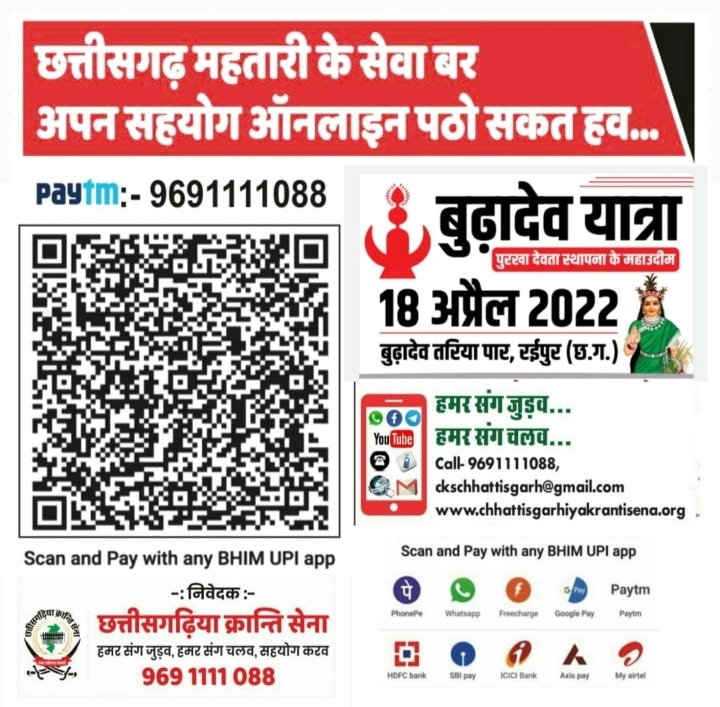 छत्तीसगढ़ महतारी के सेवा बर
अपन सहयोग ऑनलाइन पठो सकत हव...
Paytm:- 9691111088
बुढ़ादेव यात्रा
पुरखा देवता स्थापना के महाउदीम
18 अप्रैल 2022
बुढ़ादेव तरिया पार, रईपुर (छ.ग.)
हमर संग जुड़व...
हमर संग चलव...
You Tube
Call- 9691111088,
ckschhattisgarh@gmail.com
www.chhattisgarhiyakrantisena.org
Scan and Pay with any BHIM UPI app
-: निवेदक :-
छत्तीसगढ़िया क्रान्ति सेना
हमर संग जुड़व, हमर संग चलव, सहयोग करव
969 1111 088
Scan and Pay with any BHIM UPI app
पे
G Pay
Paytm
PhonePe Whatsapp Freecharge Google Pay Paytm
HDFC bank SBI pay ICICI Bank Axis pay My airtel